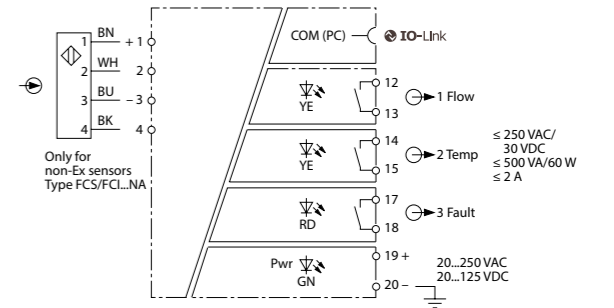 COM (PC) IO-Link
1 BN + 1
2 WH 2
3 BU – 3
4 BK 4
Only for
non-Ex sensors
Type FCS/FCI...NA
12
YE
13
1 Flow
14
YE
15
2 Temp
≤ 250 VAC/
30 VDC
≤ 500 VA/60 W
≤ 2 A
17
RD
18
3 Fault
Pwr
GN
19 +
20 –
20...250 VAC
20...125 VDC